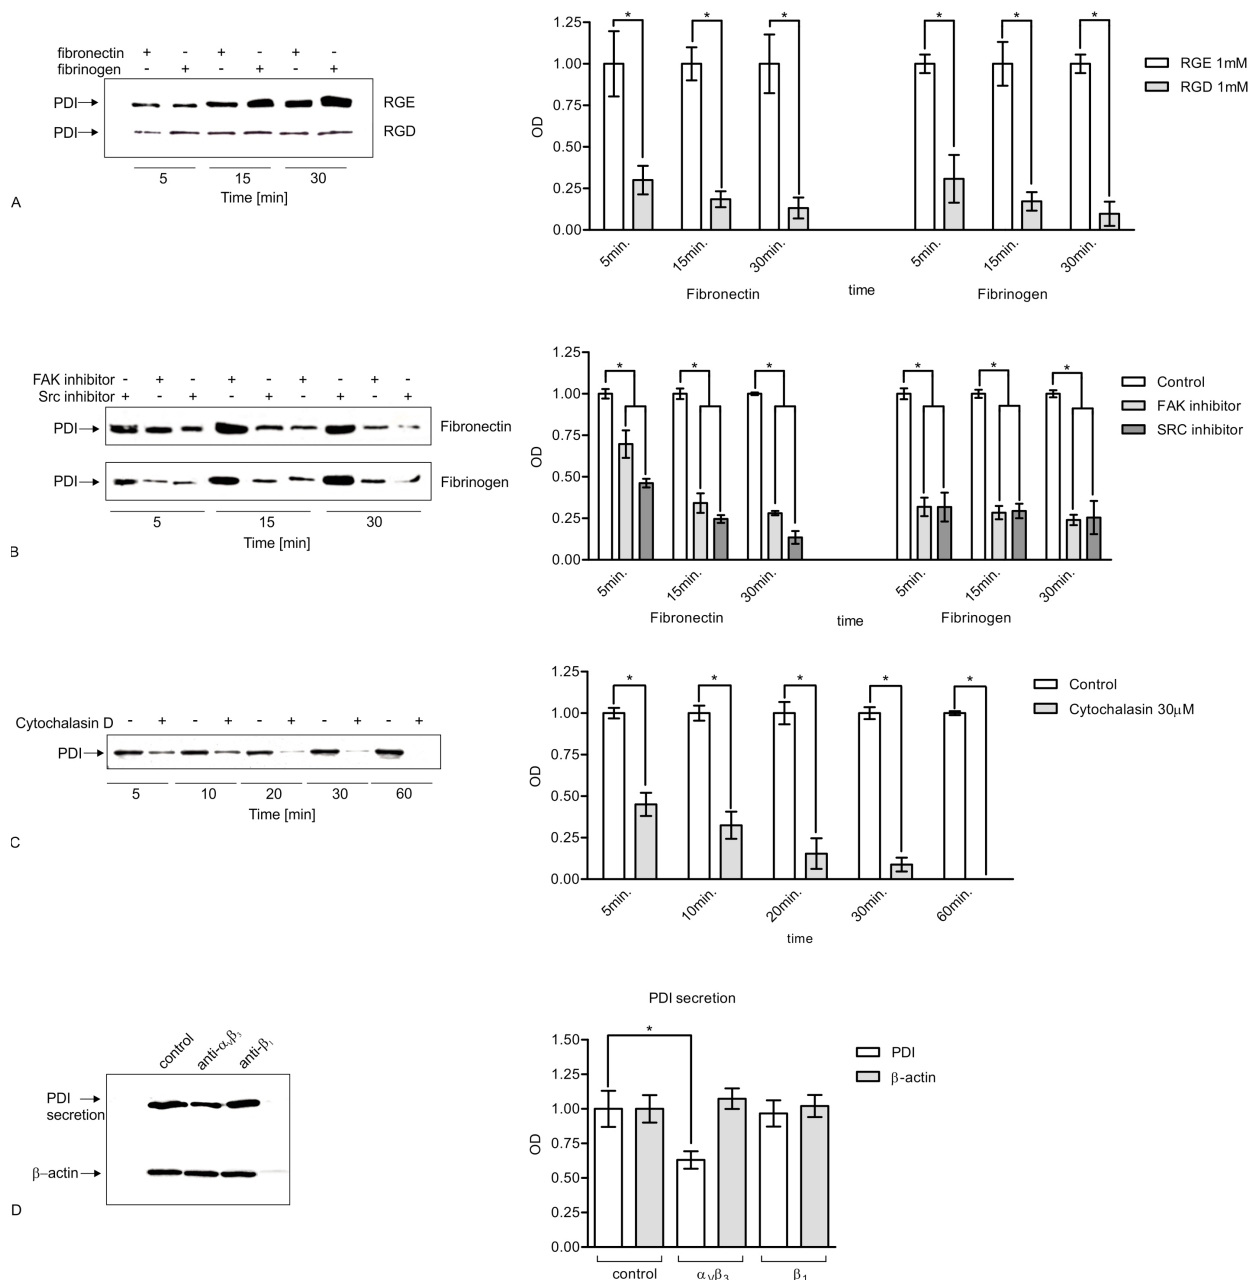 fibronectin + - + - + -
fibrinogen - + - + - +
PDI RGE
PDI RGD
5 15 30
Time [min]
A
1.25
1.00
0.75
0.50
0.25
0.00
OD
* * * * * *
5min. 15min. 30min. 5min. 15min. 30min.
Fibronectin time Fibrinogen
RGE 1mM
RGD 1mM
FAK inhibitor - + - + - + - + -
Src inhibitor + - + - + - + - +
PDI Fibronectin
PDI Fibrinogen
5 15 30
Time [min]
B
1.25
1.00
0.75
0.50
0.25
0.00
OD
* * * * * *
5min. 15min. 30min. 5min. 15min. 30min.
Fibronectin time Fibrinogen
Control
FAK inhibitor
SRC inhibitor
Cytochalasin D - + - + - + - + - +
PDI
5 10 20 30 60
Time [min]
C
1.25
1.00
0.75
0.50
0.25
0.00
OD
* * * * *
5min. 10min. 20min. 30min. 60min.
time
Control
Cytochalasin 30μM
control anti-αvβ3 anti-β1
PDI
secretion
β–actin
D
PDI secretion
1.50
1.25
1.00
0.75
0.50
0.25
0.00
OD
*
control αVβ3 β1
PDI
β-actin